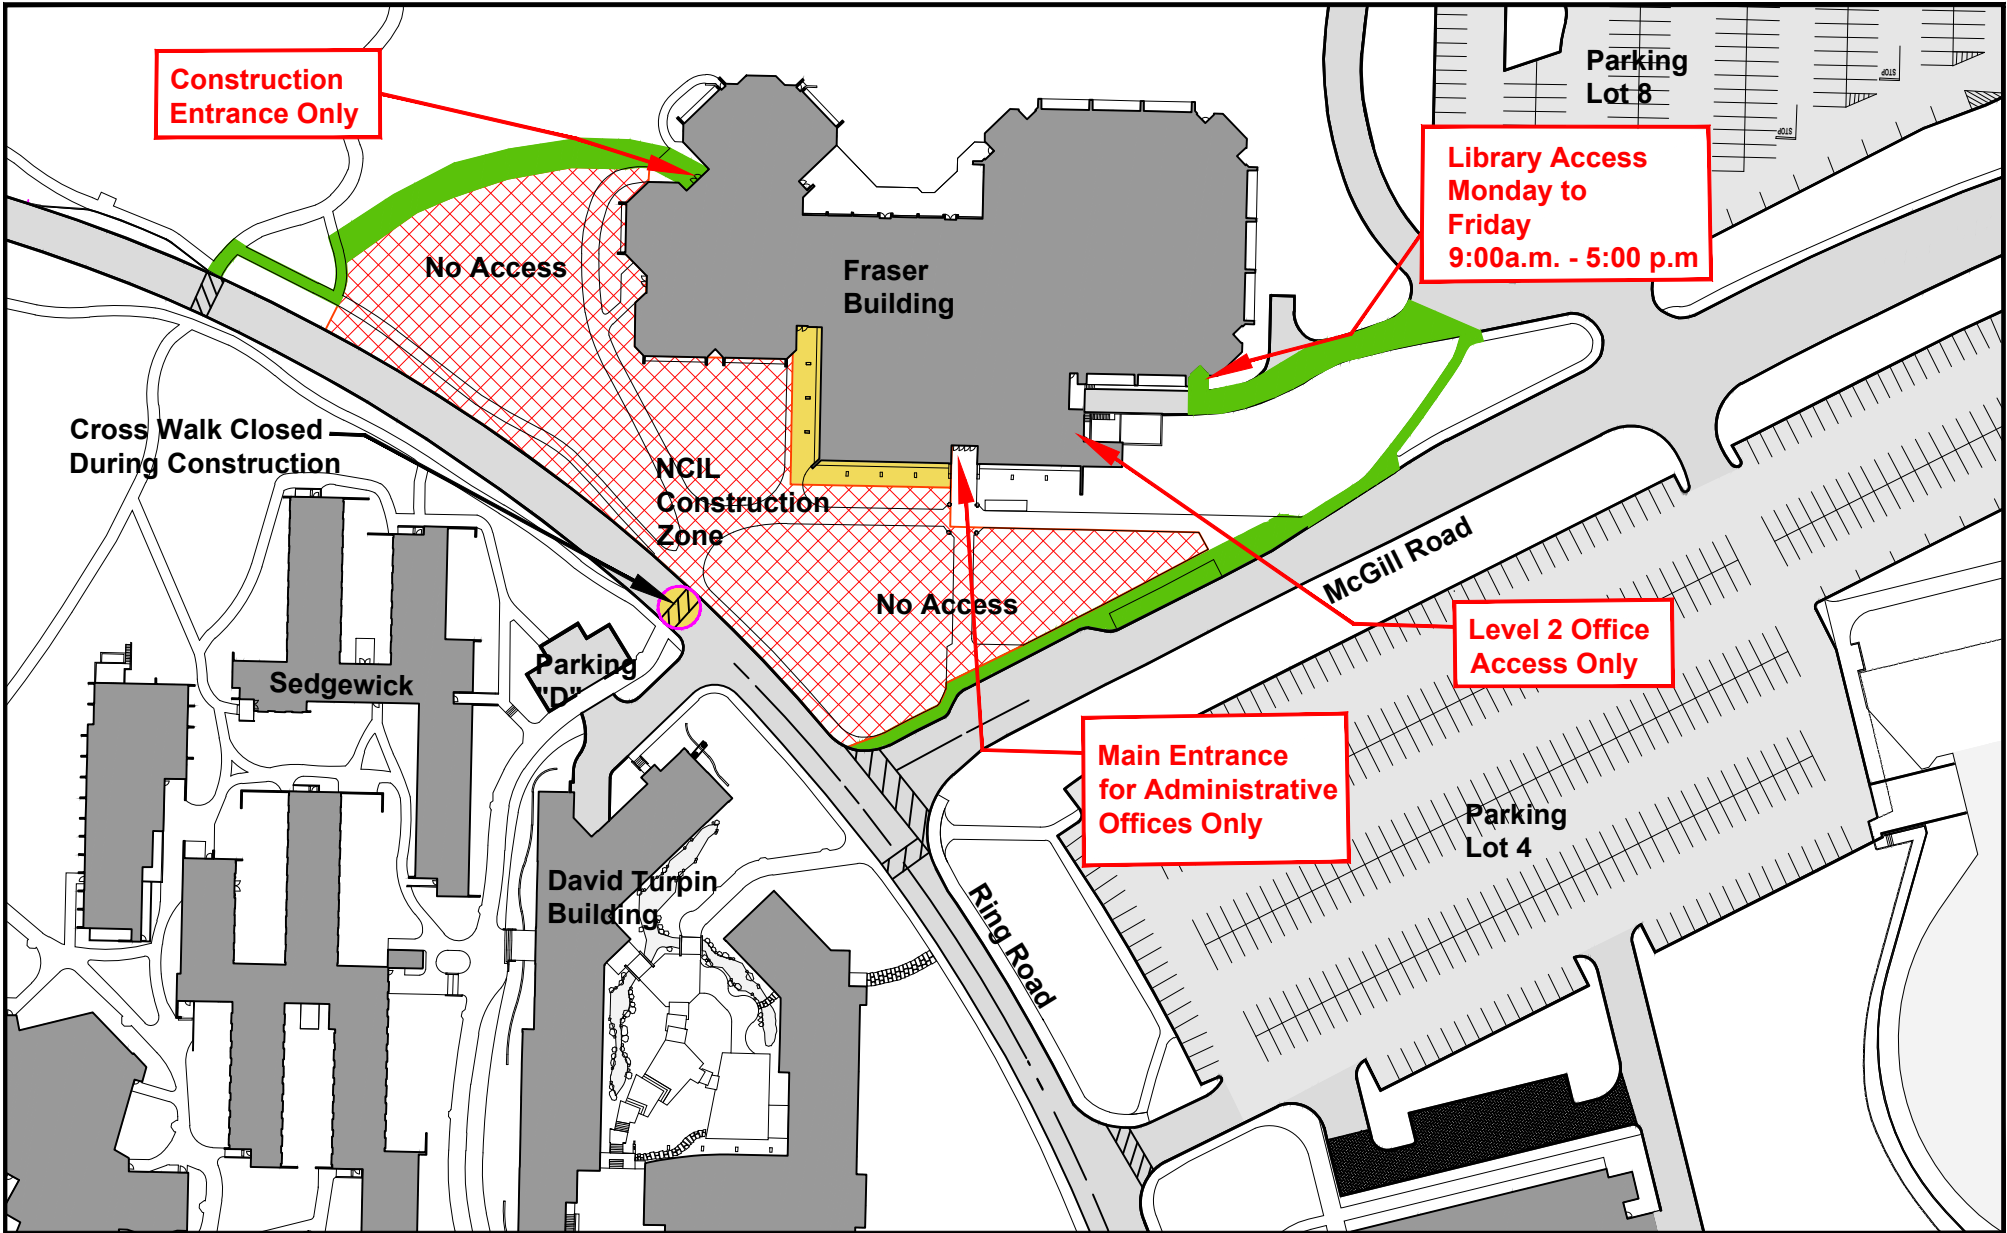 Construction
Entrance Only
Parking
Lot 8
STOP
STOP
Library Access
Monday to
Friday
9:00a.m. - 5:00 p.m
No Access
Fraser
Building
Cross Walk Closed
During Construction
NCIL
Construction
Zone
No Access
McGill Road
Level 2 Office
Access Only
Parking
"D"
Sedgewick
Main Entrance
for Administrative
Offices Only
Parking
Lot 4
David Turpin
Building
Ring Road